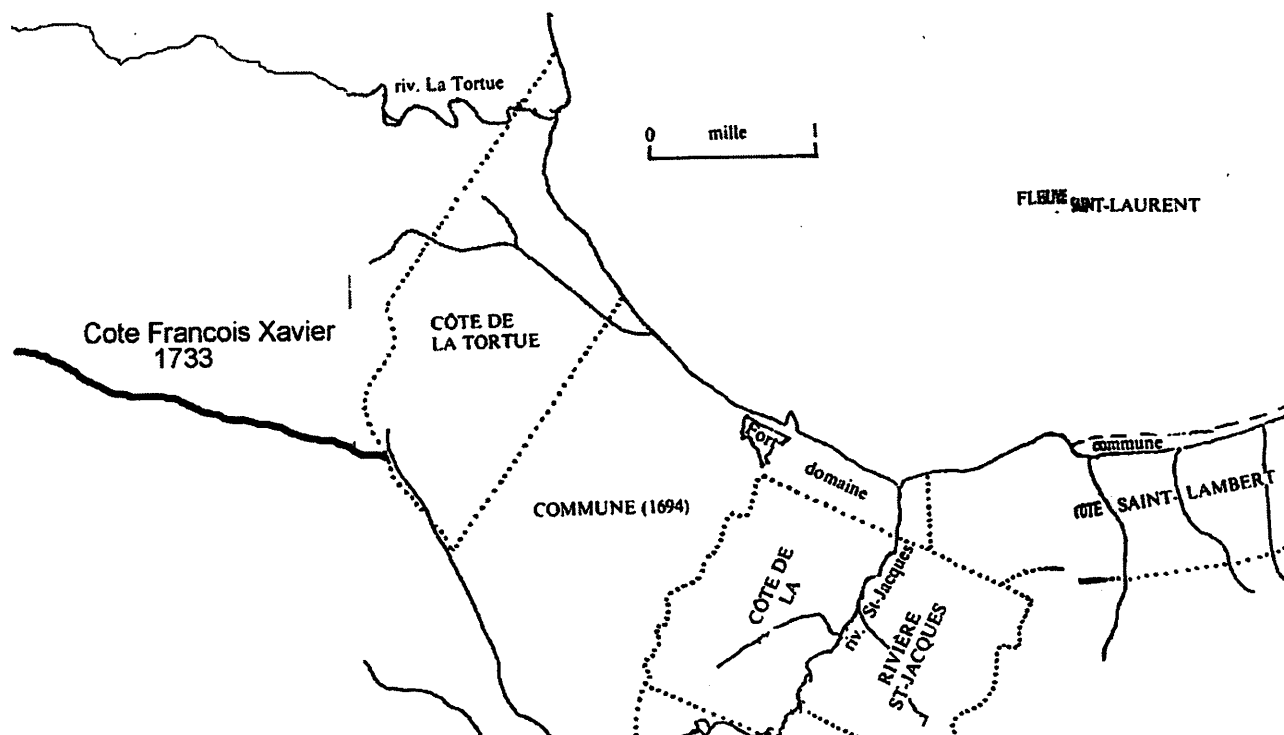 riv. La Tortue
0 mille 1
FLEUVE SAINT-LAURENT
Cote Francois Xavier
1733
CÔTE DE
LA TORTUE
Fort
domaine
commune
COMMUNE (1694)
CÔTE SAINT-LAMBERT
CÔTE DE
LA
riv. St-Jacques
RIVIÈRE
ST-JACQUES